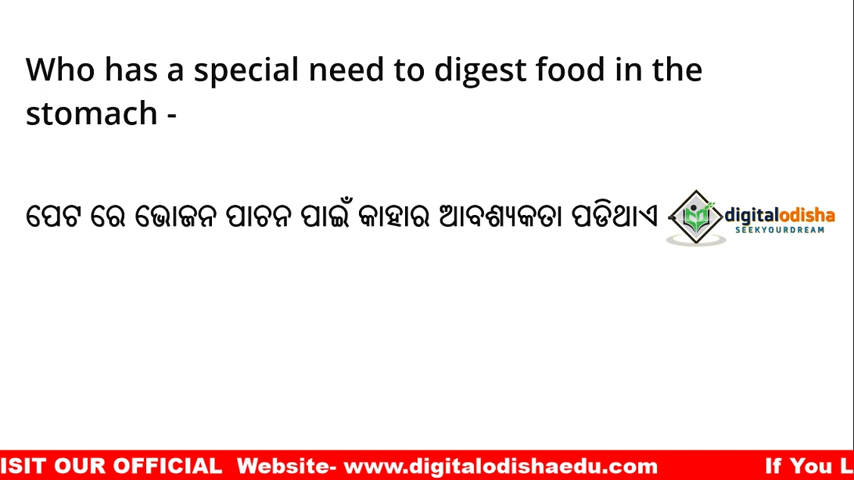 Who has a special need to digest food in the
stomach -
ପେଟ ରେ ଭୋଜନ ପାଚନ ପାଇଁ କାହାର ଆବଶ୍ୟକତା ପଡିଥାଏ -
digitalodisha
SEEKYOURDREAM
ISIT OUR OFFICIAL Website- www.digitalodishaedu.com If You L